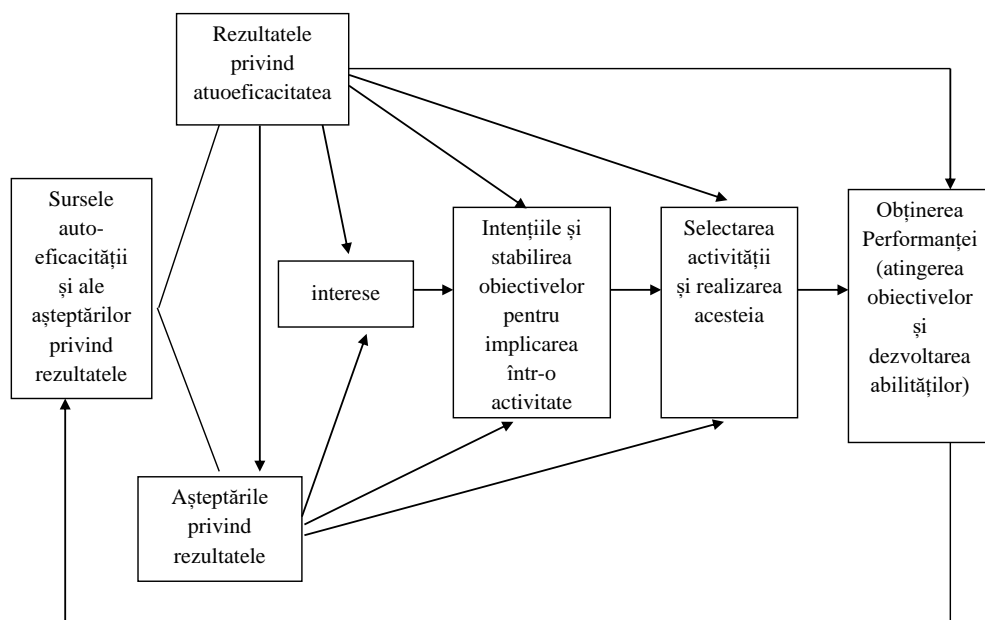 Rezultatele
privind
atuoeficacitatea
Sursele
auto-
eficacității
și ale
așteptărilor
privind
rezultatele
interese
Intențiile și
stabilirea
obiectivelor
pentru
implicarea
într-o
activitate
Selectarea
activității
și realizarea
acesteia
Obținerea
Performanței
(atingerea
obiectivelor
și
dezvoltarea
abilităților)
Așteptările
privind
rezultatele